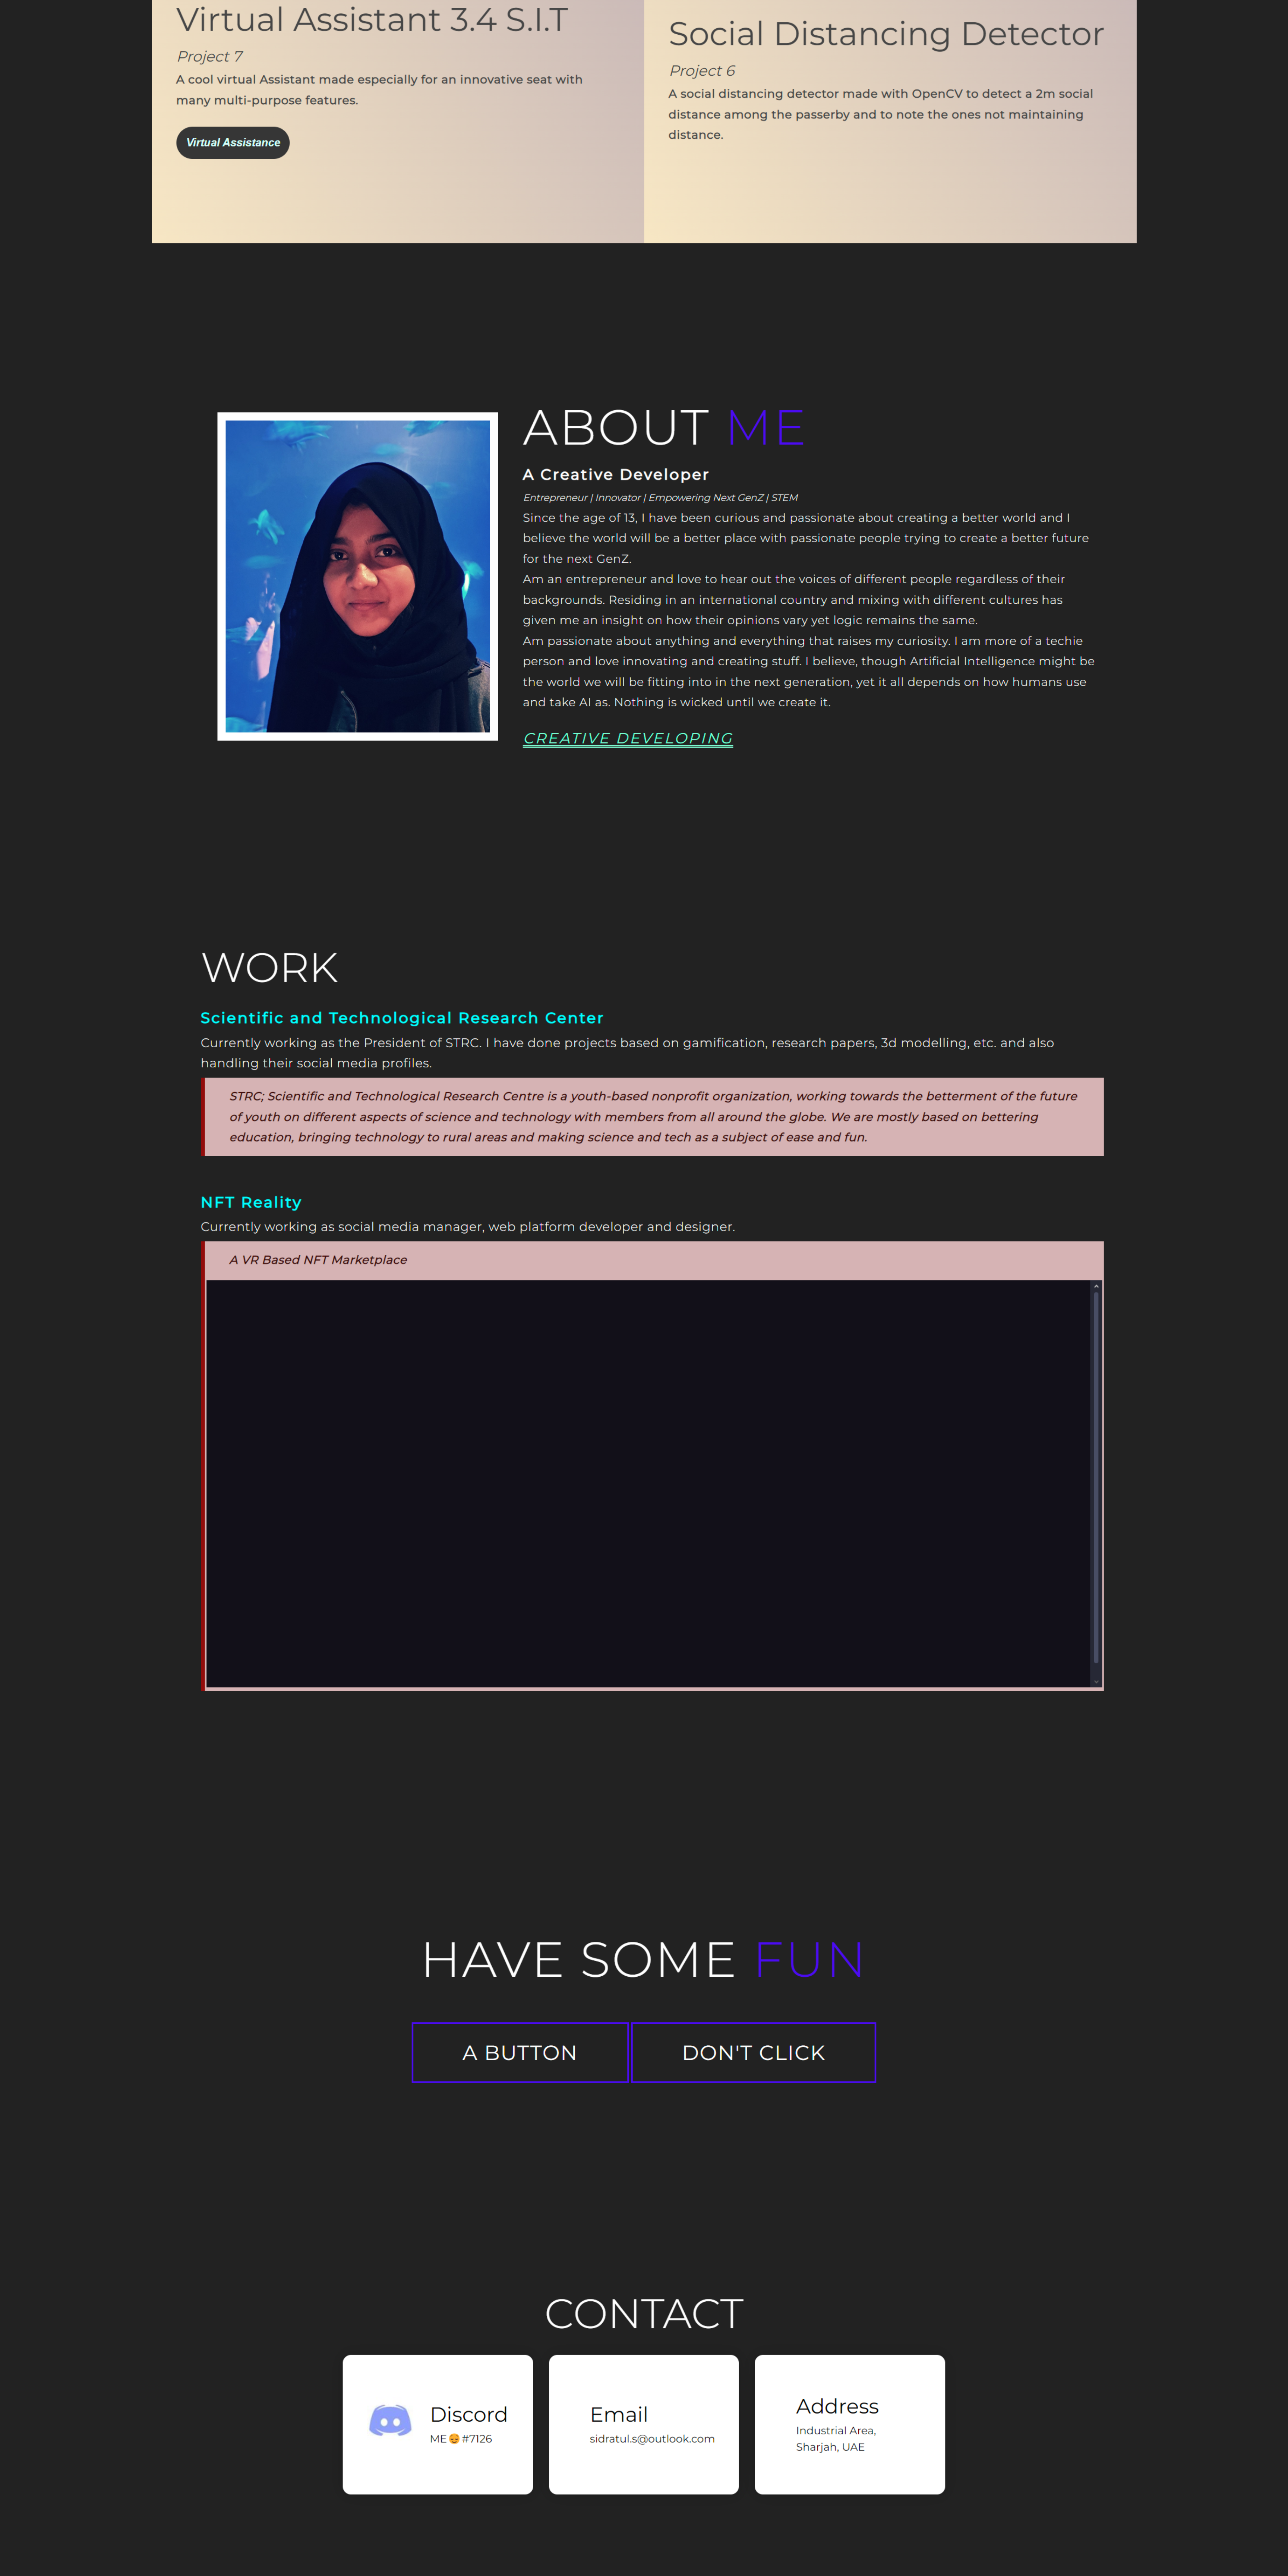 Virtual Assistant 3.4 S.I.T
Project 7
A cool virtual Assistant made especially for an innovative seat with
many multi-purpose features.
Virtual Assistance
Social Distancing Detector
Project 6
A social distancing detector made with OpenCV to detect a 2m social
distance among the passerby and to note the ones not maintaining
distance.
ABOUT ME
A Creative Developer
Entrepreneur | Innovator | Empowering Next GenZ | STEM
Since the age of 13, I have been curious and passionate about creating a better world and I
believe the world will be a better place with passionate people trying to create a better future
for the next GenZ.
Am an entrepreneur and love to hear out the voices of different people regardless of their
backgrounds. Residing in an international country and mixing with different cultures has
given me an insight on how their opinions vary yet logic remains the same.
Am passionate about anything and everything that raises my curiosity. I am more of a techie
person and love innovating and creating stuff. I believe, though Artificial Intelligence might be
the world we will be fitting into in the next generation, yet it all depends on how humans use
and take AI as. Nothing is wicked until we create it.
CREATIVE DEVELOPING
WORK
Scientific and Technological Research Center
Currently working as the President of STRC. I have done projects based on gamification, research papers, 3d modelling, etc. and also
handling their social media profiles.
STRC; Scientific and Technological Research Centre is a youth-based nonprofit organization, working towards the betterment of the future
of youth on different aspects of science and technology with members from all around the globe. We are mostly based on bettering
education, bringing technology to rural areas and making science and tech as a subject of ease and fun.
NFT Reality
Currently working as social media manager, web platform developer and designer.
A VR Based NFT Marketplace
HAVE SOME FUN
A BUTTON
DON'T CLICK
CONTACT
Discord
ME😊#7126
Email
sidratul.s@outlook.com
Address
Industrial Area,
Sharjah, UAE